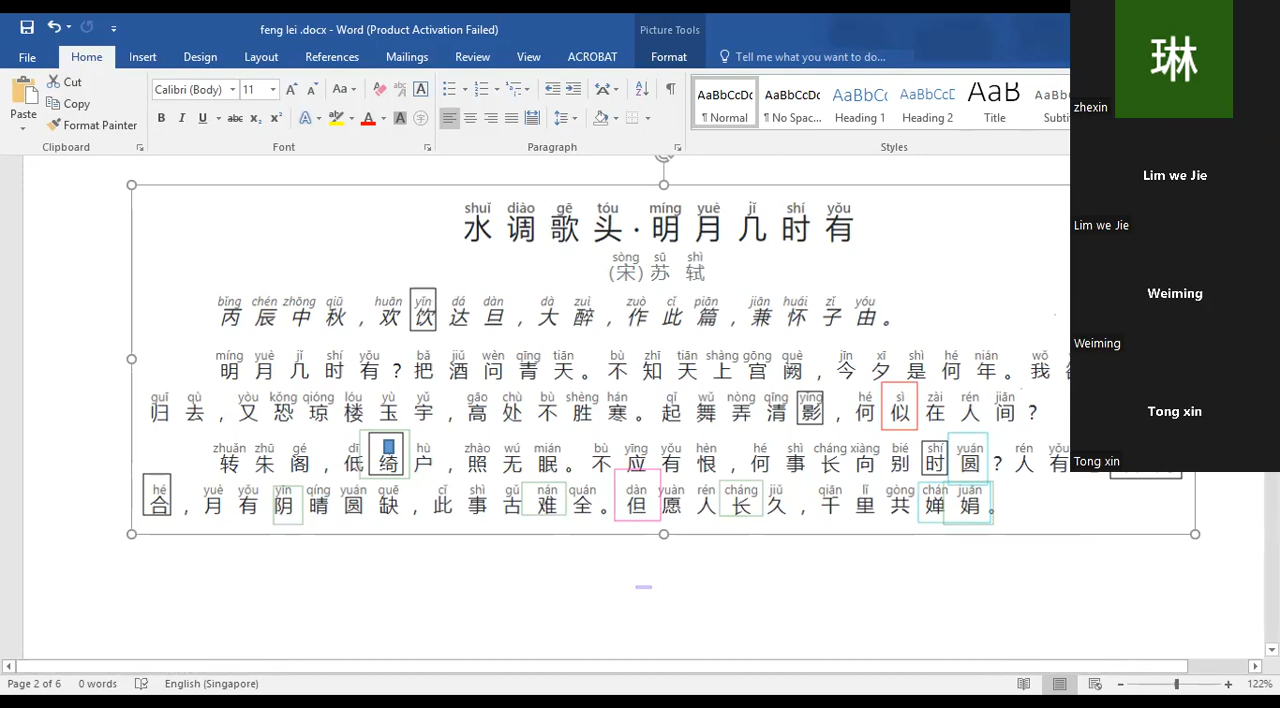 feng lei .docx - Word (Product Activation Failed)
Picture Tools
File Home Insert Design Layout References Mailings Review View ACROBAT Format Tell me what you want to do...
Cut
Copy
Format Painter
Paste
Calibri (Body) 11
AaBbCcDc AaBbCcDc AaBbCc AaBbCcD AaB AaBbC
¶ Normal ¶ No Spac... Heading 1 Heading 2 Title Subti
Clipboard Font Paragraph Styles
shuǐ diào gē tóu míng yuè jǐ shí yǒu
水调歌头·明月几时有
sòng sū shì
(宋)苏轼
bǐng chén zhōng qiū huān yǐn dá dàn dà zuì zuò cǐ piān jiān huái zǐ yóu
丙辰中秋,欢饮达旦,大醉,作此篇,兼怀子由。
míng yuè jǐ shí yǒu bǎ jiǔ wèn qīng tiān bù zhī tiān shàng gōng què jīn xī shì hé nián wǒ
明月几时有?把酒问青天。不知天上宫阙,今夕是何年。我
guī qù yòu kǒng qióng lóu yù yǔ gāo chù bù shèng hán qǐ wǔ nòng qīng yǐng hé sì zài rén jiān
归去,又恐琼楼玉宇,高处不胜寒。起舞弄清影,何似在人间?
zhuǎn zhū gé dī hù zhào wú mián bù yīng yǒu hèn hé shì cháng xiàng bié shí yuán rén yǒu
转朱阁,低绮户,照无眠。不应有恨,何事长向别时圆?人有
hé yuè yǒu yīn qíng yuán quē cǐ shì gǔ nán quán dàn yuàn rén cháng jiǔ qiān lǐ gòng chán juān
合,月有阴晴圆缺,此事古难全。但愿人长久,千里共婵娟。
Page 2 of 6 0 words English (Singapore) 122%
琳
zhexin
Lim we Jie
Lim we Jie
Weiming
Weiming
Tong xin
Tong xin